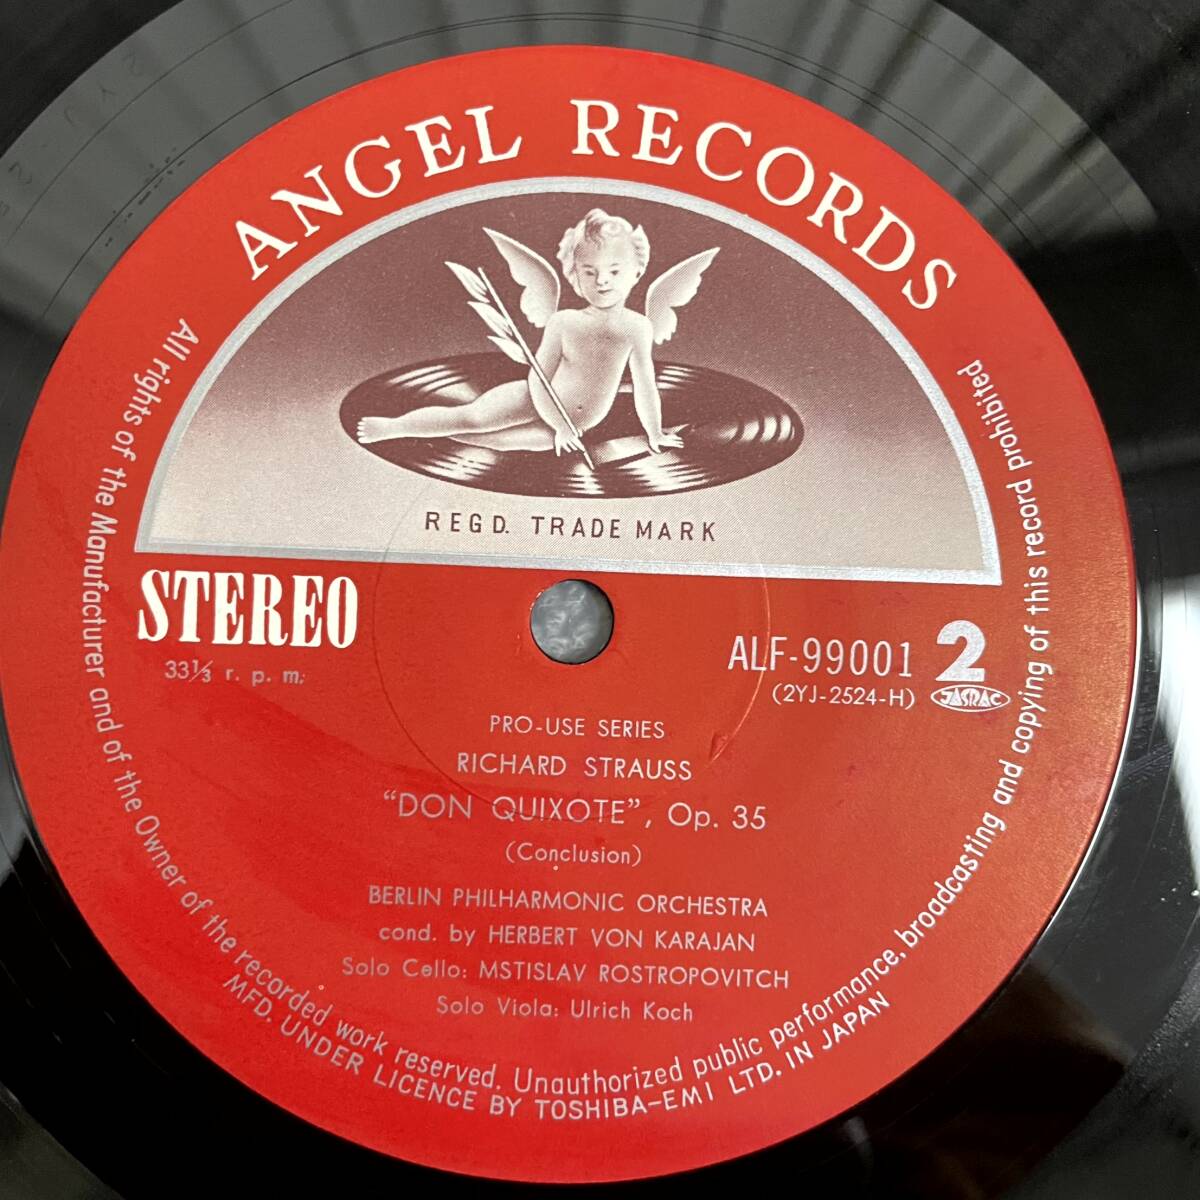 ANGEL RECORDS
REGD. TRADE MARK
STEREO
33⅓ r. p. m.
ALF-99001 2
(2YJ-2524-H)
JASRAC
PRO-USE SERIES
RICHARD STRAUSS
“DON QUIXOTE”, Op. 35
(Conclusion)
BERLIN PHILHARMONIC ORCHESTRA
cond. by HERBERT VON KARAJAN
Solo Cello: MSTISLAV ROSTROPOVITCH
Solo Viola: Ulrich Koch
All rights of the Manufacturer and of the Owner of the recorded work reserved. Unauthorized public performance, broadcasting and copying of this record prohibited
MFD. UNDER LICENCE BY TOSHIBA-EMI LTD. IN JAPAN